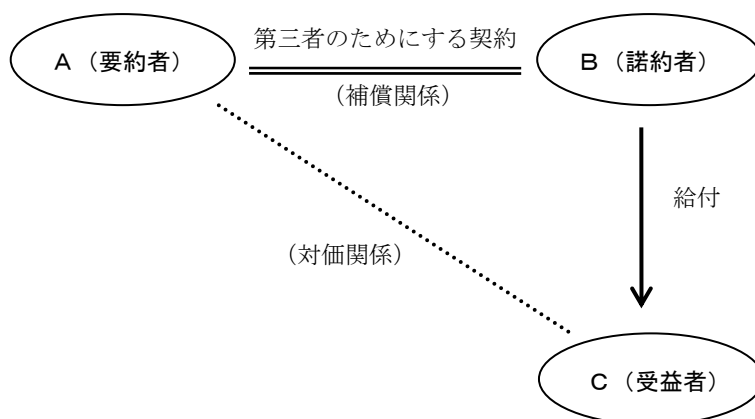 第三者のためにする契約
A（要約者）
B（諾約者）
（補償関係）
給付
（対価関係）
C（受益者）